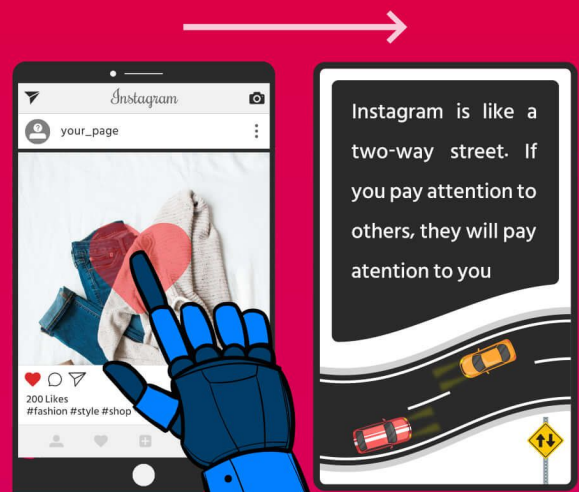 Instagram
your_page
200 Likes
#fashion #style #shop
Instagram is like a
two-way street. If
you pay attention to
others, they will pay
atention to you